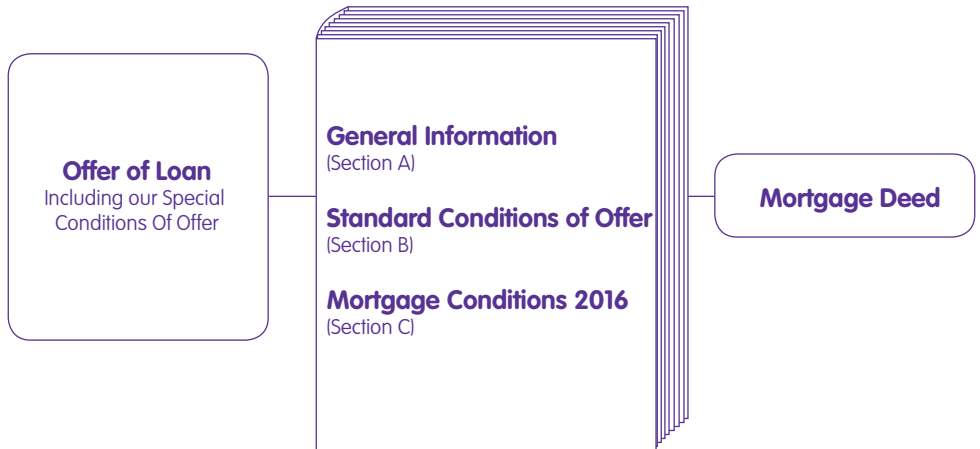 Offer of Loan
Including our Special
Conditions Of Offer
General Information
(Section A)
Standard Conditions of Offer
(Section B)
Mortgage Conditions 2016
(Section C)
Mortgage Deed